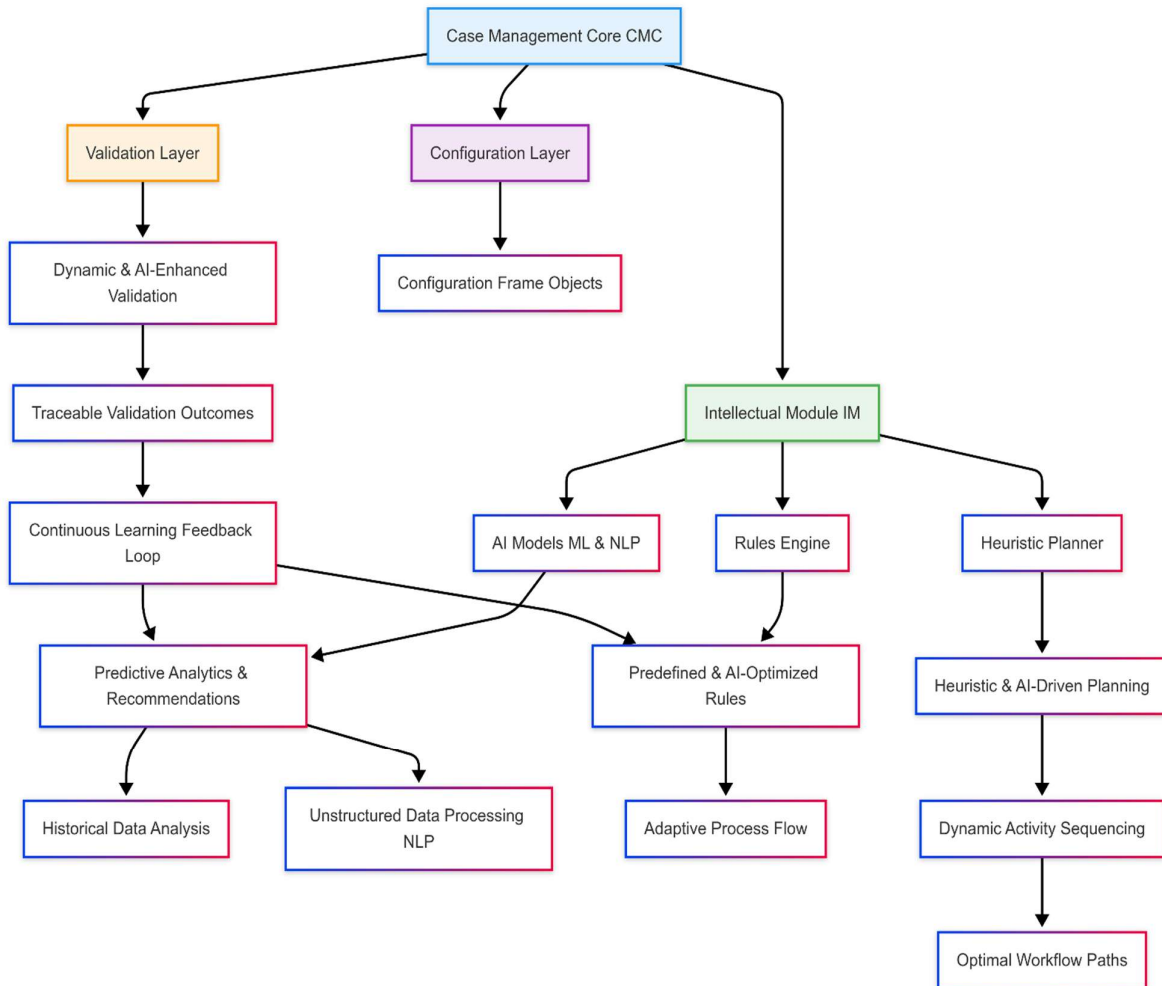 Case Management Core CMC
Validation Layer
Configuration Layer
Dynamic & AI-Enhanced
Validation
Configuration Frame Objects
Traceable Validation Outcomes
Intellectual Module IM
Continuous Learning Feedback
Loop
AI Models ML & NLP
Rules Engine
Heuristic Planner
Predictive Analytics &
Recommendations
Predefined & AI-Optimized
Rules
Heuristic & AI-Driven Planning
Historical Data Analysis
Unstructured Data Processing
NLP
Adaptive Process Flow
Dynamic Activity Sequencing
Optimal Workflow Paths